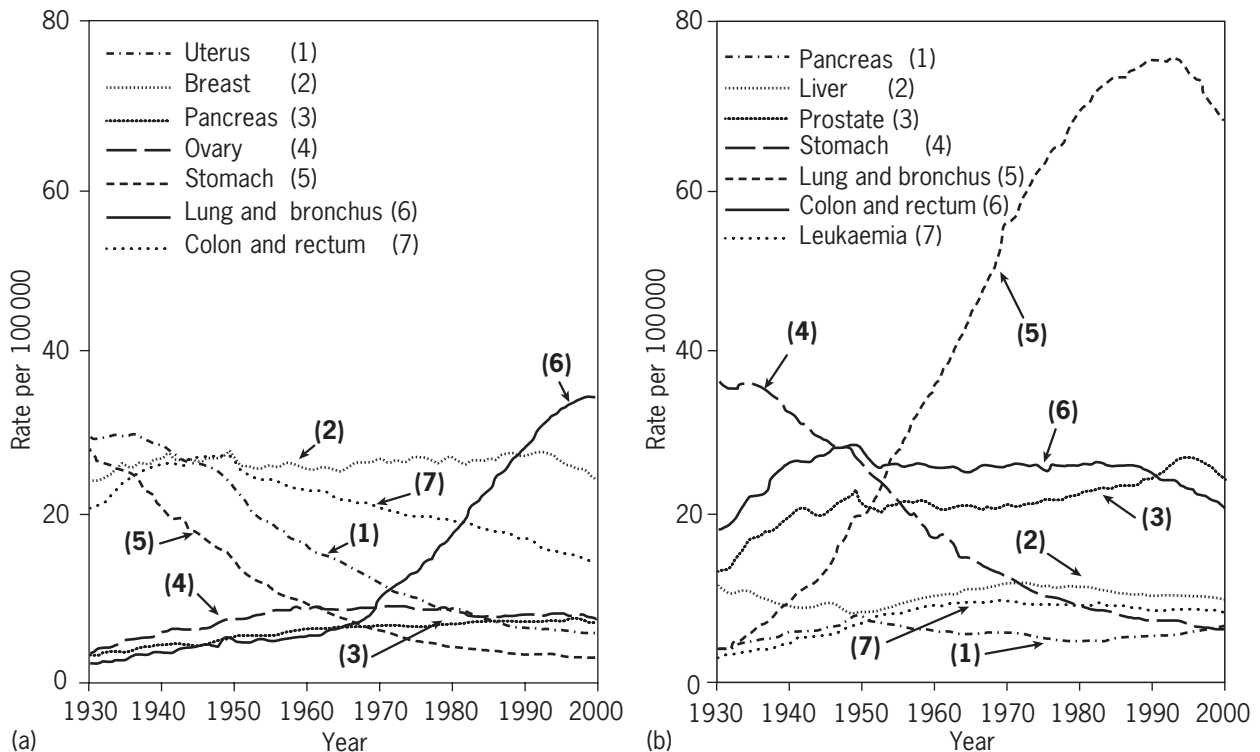 80
60
40
20
0
Rate per 100 000
Uterus (1)
Breast (2)
Pancreas (3)
Ovary (4)
Stomach (5)
Lung and bronchus (6)
Colon and rectum (7)
(6)
(2)
(7)
(5)
(1)
(4)
(3)
1930 1940 1950 1960 1970 1980 1990 2000
(a)
Year
80
60
40
20
0
Rate per 100 000
Pancreas (1)
Liver (2)
Prostate (3)
Stomach (4)
Lung and bronchus (5)
Colon and rectum (6)
Leukaemia (7)
(4)
(5)
(6)
(3)
(2)
(7)
(1)
1930 1940 1950 1960 1970 1980 1990 2000
(b)
Year